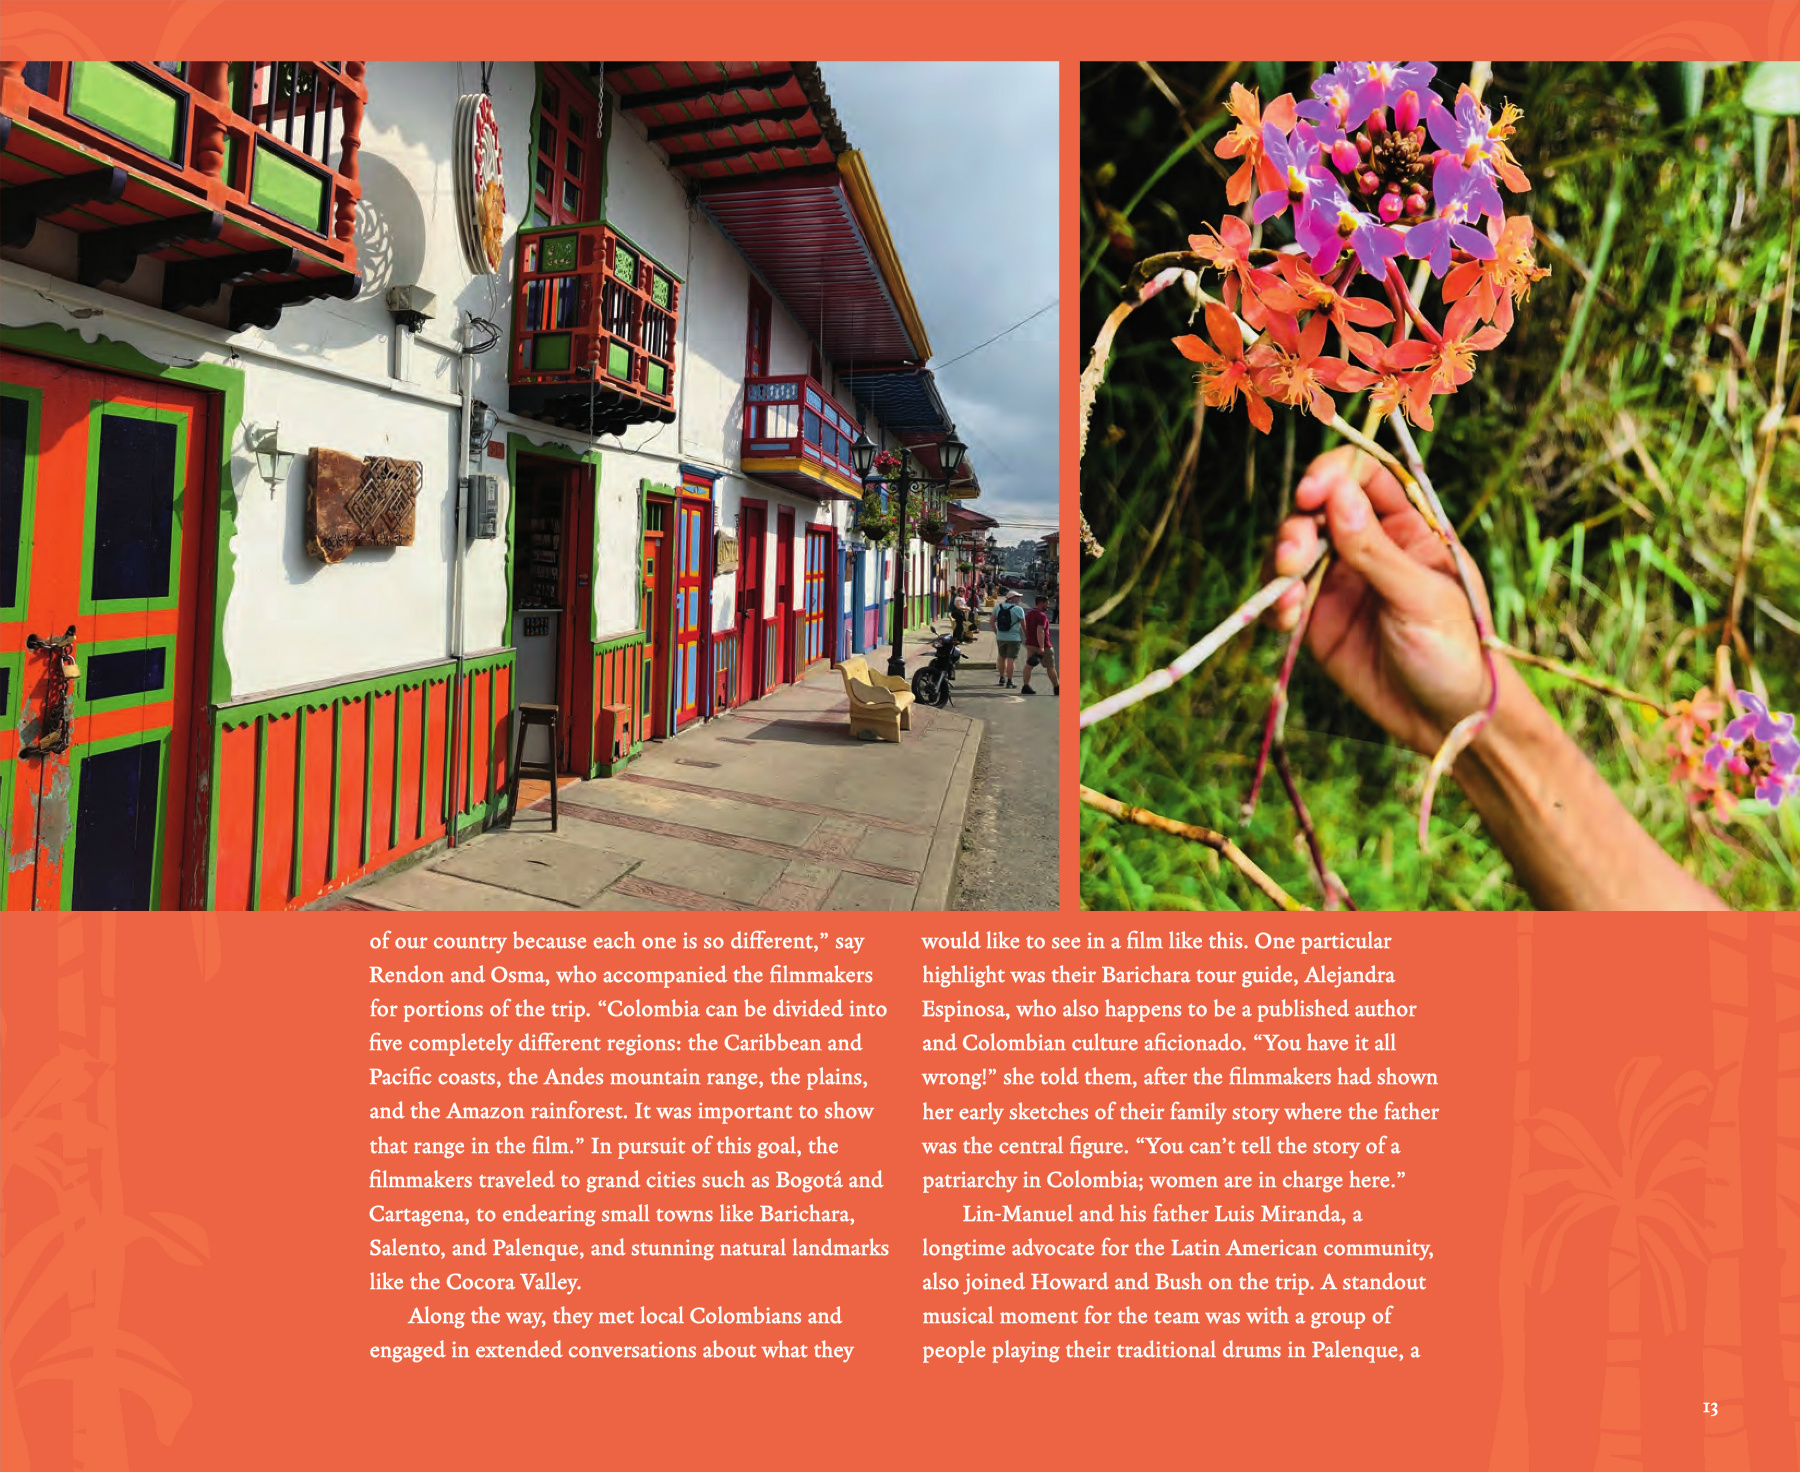 of our country because each one is so different,” say
Rendon and Osma, who accompanied the filmmakers
for portions of the trip. “Colombia can be divided into
five completely different regions: the Caribbean and
Pacific coasts, the Andes mountain range, the plains,
and the Amazon rainforest. It was important to show
that range in the film.” In pursuit of this goal, the
filmmakers traveled to grand cities such as Bogotá and
Cartagena, to endearing small towns like Barichara,
Salento, and Palenque, and stunning natural landmarks
like the Cocora Valley.
Along the way, they met local Colombians and
engaged in extended conversations about what they
would like to see in a film like this. One particular
highlight was their Barichara tour guide, Alejandra
Espinosa, who also happens to be a published author
and Colombian culture aficionado. “You have it all
wrong!” she told them, after the filmmakers had shown
her early sketches of their family story where the father
was the central figure. “You can’t tell the story of a
patriarchy in Colombia; women are in charge here.”
Lin-Manuel and his father Luis Miranda, a
longtime advocate for the Latin American community,
also joined Howard and Bush on the trip. A standout
musical moment for the team was with a group of
people playing their traditional drums in Palenque, a
13